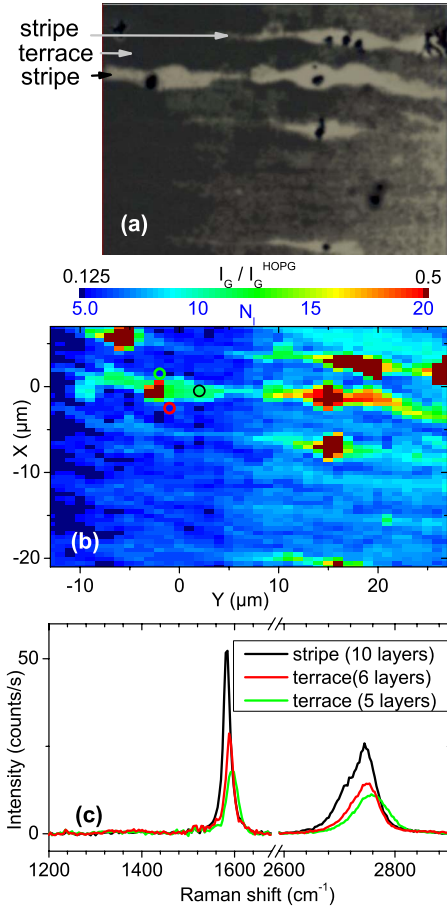 stripe
terrace
stripe
(a)
0.125 I_G / I_G^HOPG 0.5
5.0 10 N_l 15 20
0
-10
-20
X (µm)
(b)
-10 0 10 20
Y (µm)
50
0
Intensity (counts/s)
stripe (10 layers)
terrace(6 layers)
terrace (5 layers)
(c)
1200 1400 1600 2600 2800
Raman shift (cm⁻¹)